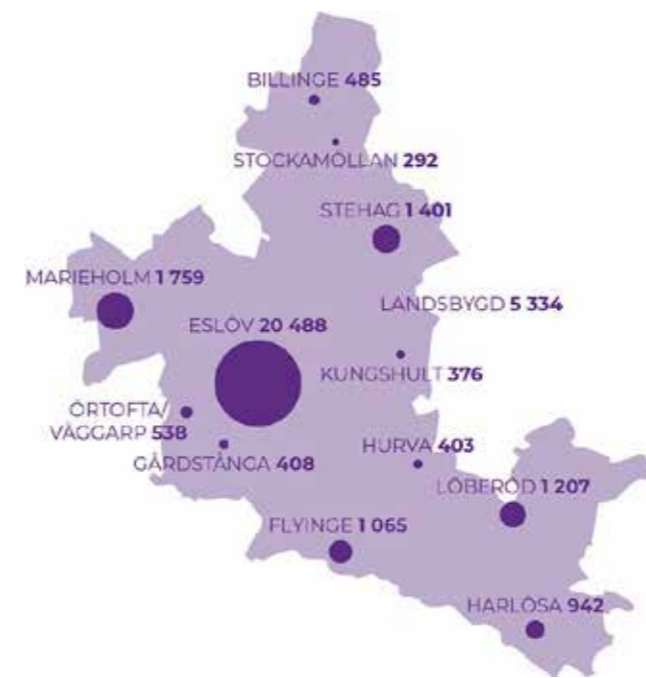 BILLINGE 485
STOCKAMÖLLAN 292
STEHAG 1 401
MARIEHOLM 1 759
LANDSBYGD 5 334
ESLÖV 20 488
KUNGSHULT 376
ÖRTOFTA/
VÄGGARP 538
GÅRDSTÅNGA 408
HURVA 403
LÖBERÖD 1 207
FLYINGE 1 065
HARLÖSA 942